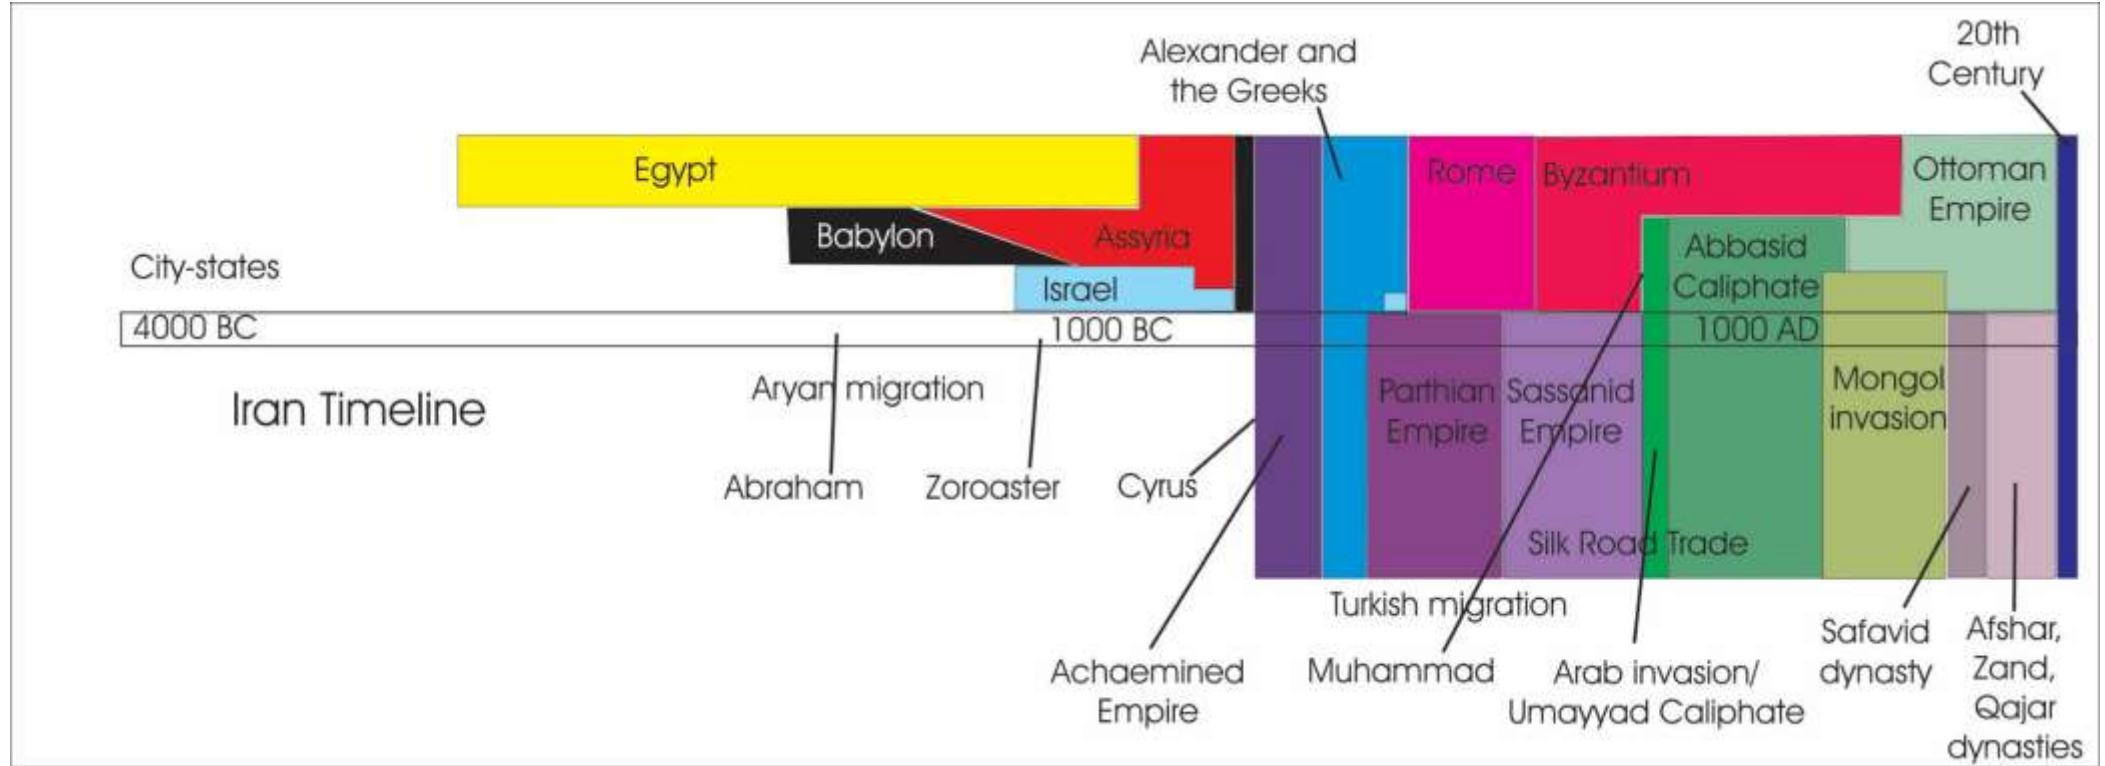 Alexander and
the Greeks
20th
Century
Egypt
Rome
Byzantium
Ottoman
Empire
Babylon
Assyria
Abbasid
Caliphate
City-states
Israel
4000 BC
1000 BC
1000 AD
Iran Timeline
Aryan migration
Parthian
Empire
Sassanid
Empire
Mongol
invasion
Abraham
Zoroaster
Cyrus
Silk Road Trade
Turkish migration
Achaemined
Empire
Muhammad
Arab invasion/
Umayyad Caliphate
Safavid
dynasty
Afshar,
Zand,
Qajar
dynasties